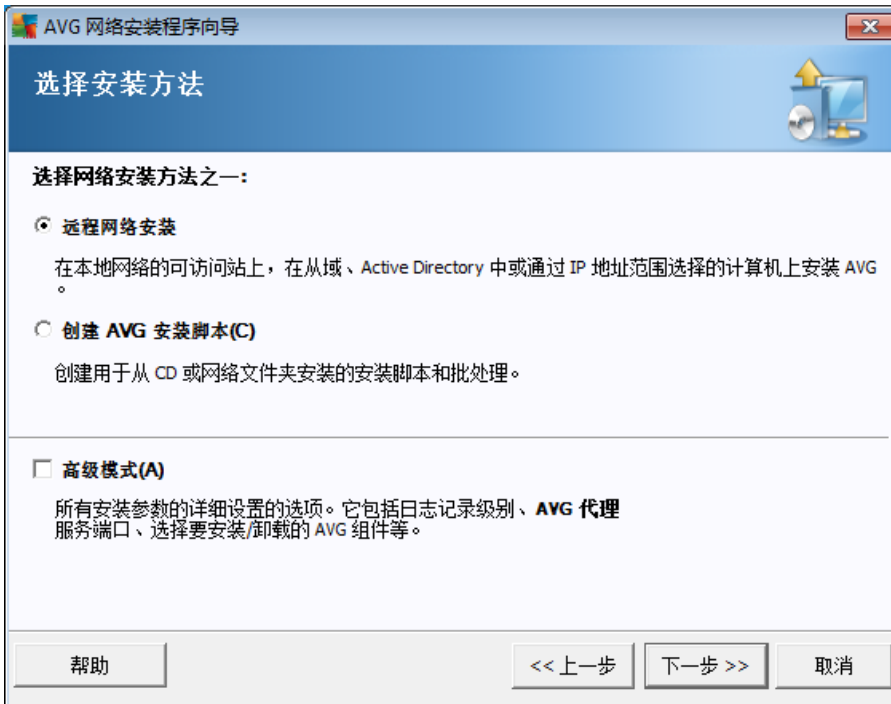 AVG 网络安装程序向导
选择安装方法
选择网络安装方法之一:
远程网络安装
在本地网络的可访问站上,在从域、Active Directory 中或通过 IP 地址范围选择的计算机上安装 AVG
。
创建 AVG 安装脚本(C)
创建用于从 CD 或网络文件夹安装的安装脚本和批处理。
高级模式(A)
所有安装参数的详细设置的选项。它包括日志记录级别、AVG 代理
服务端口、选择要安装/卸载的 AVG 组件等。
帮助
<< 上一步
下一步 >>
取消